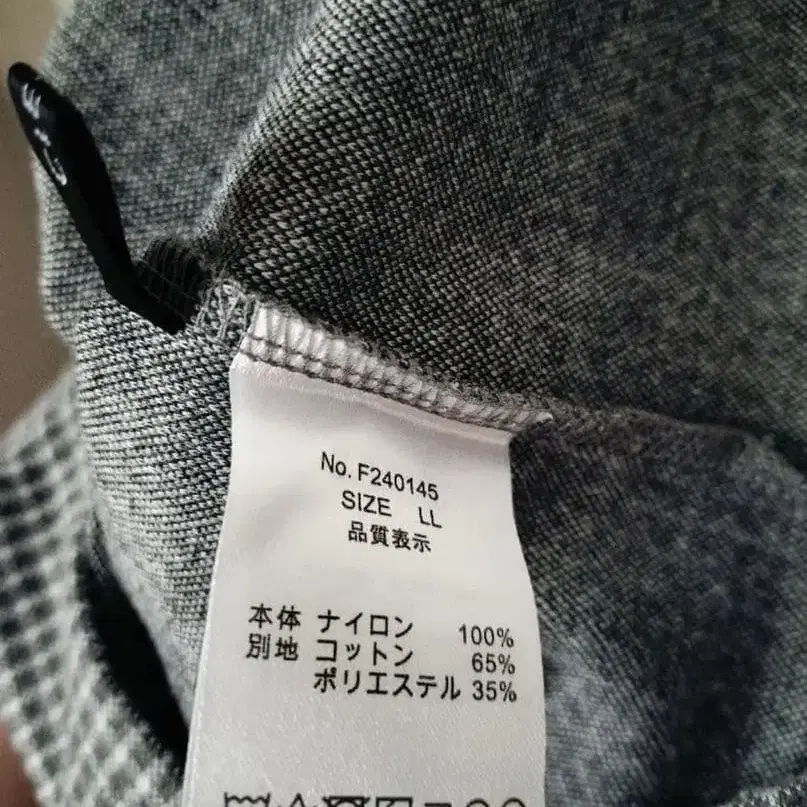 No. F240145
SIZE LL
品質表示
本体 ナイロン 100%
別地 コットン 65%
ポリエステル 35%